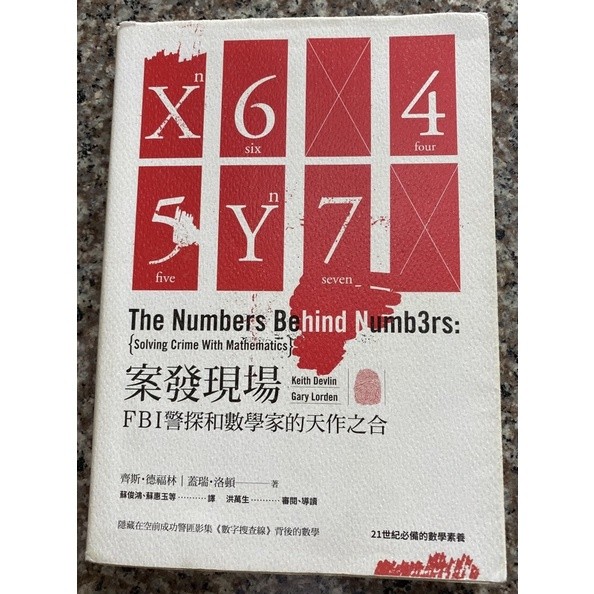 Xn 6 4
six four
5 Yn 7
five seven
The Numbers Behind Numb3rs:
{Solving Crime With Mathematics}
案發現場 Keith Devlin
Gary Lorden
FBI警探和數學家的天作之合
齊斯·德福林|蓋瑞·洛頓——著
蘇俊鴻、蘇惠玉等··········譯 洪萬生··········審閱、導讀
隱藏在空前成功警匪影集《數字搜查線》背後的數學
21世紀必備的數學素養